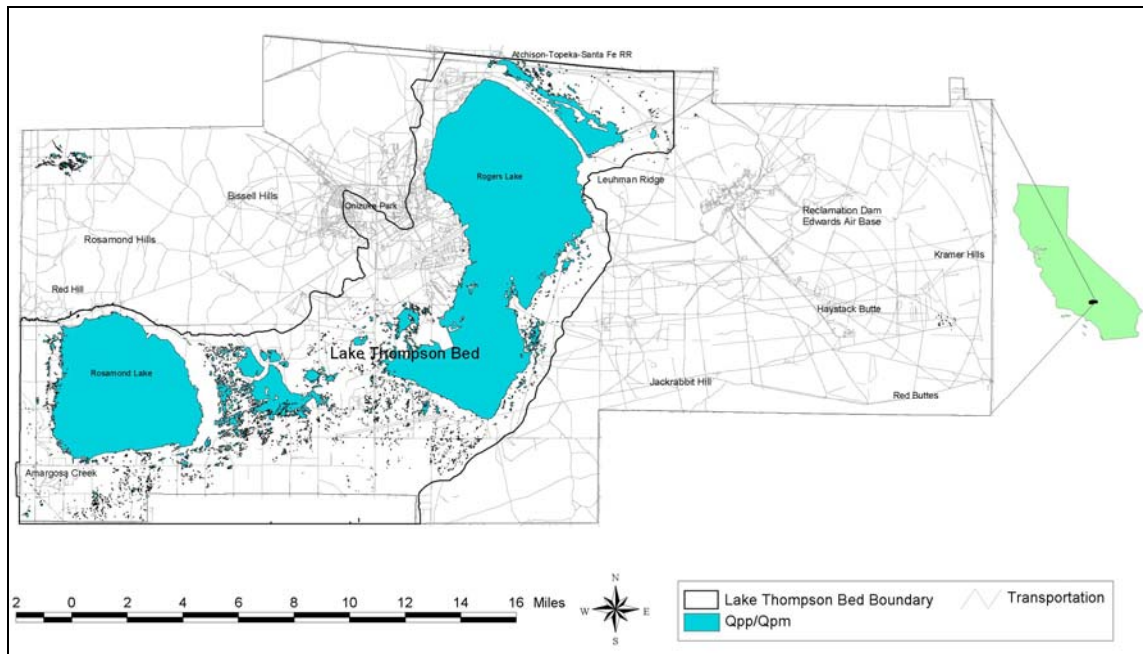 Atchison-Topeka-Santa Fe RR
Rogers Lake
Leuhman Ridge
Bissell Hills
Onizuke Park
Reclamation Dam
Edwards Air Base
Rosamond Hills
Kramer Hills
Red Hill
Haystack Butte
Lake Thompson Bed
Rosamond Lake
Jackrabbit Hill
Red Buttes
Amargosa Creek
2 0 2 4 6 8 10 12 14 16 Miles
N
W E
S
Lake Thompson Bed Boundary
Transportation
Qpp/Qpm